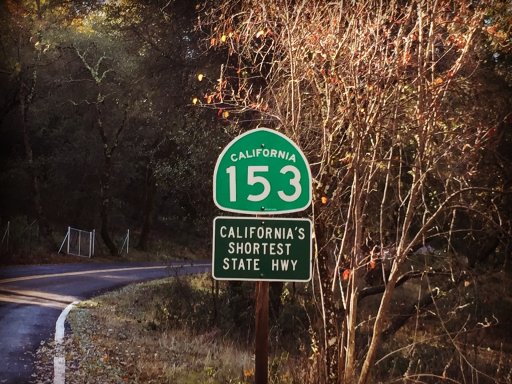 CALIFORNIA
153
CALIFORNIA'S
SHORTEST
STATE HWY